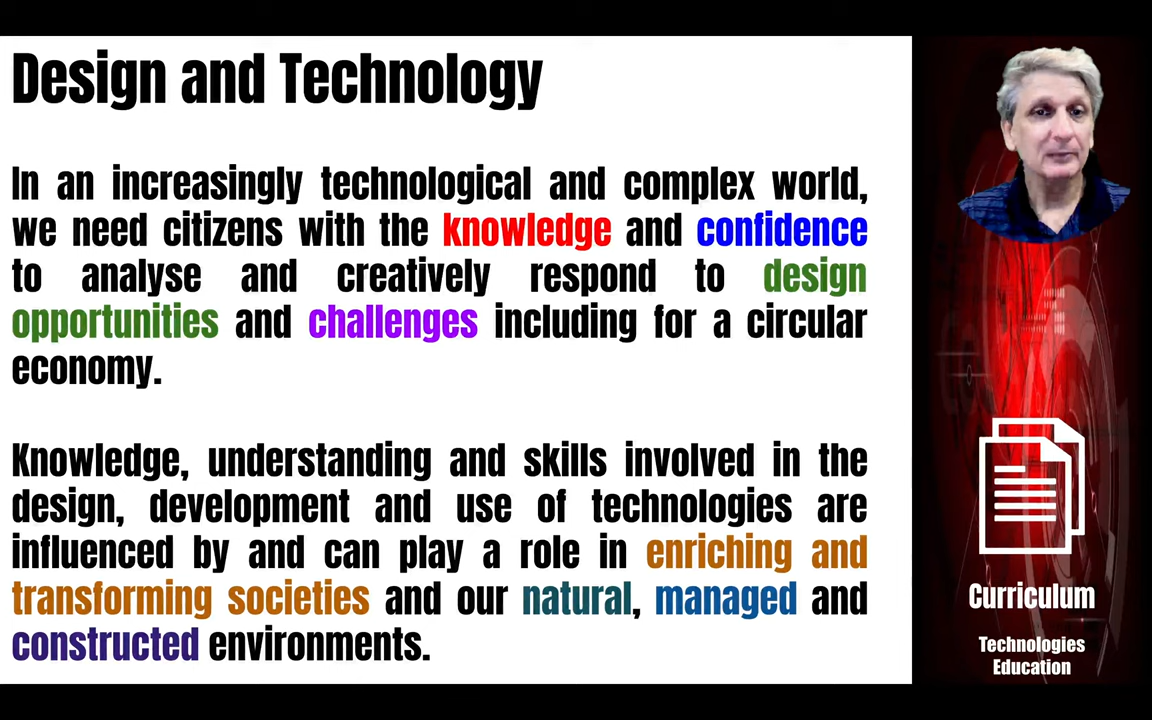 Design and Technology
In an increasingly technological and complex world,
we need citizens with the knowledge and confidence
to analyse and creatively respond to design
opportunities and challenges including for a circular
economy.
Knowledge, understanding and skills involved in the
design, development and use of technologies are
influenced by and can play a role in enriching and
transforming societies and our natural, managed and
constructed environments.
Curriculum
Technologies
Education